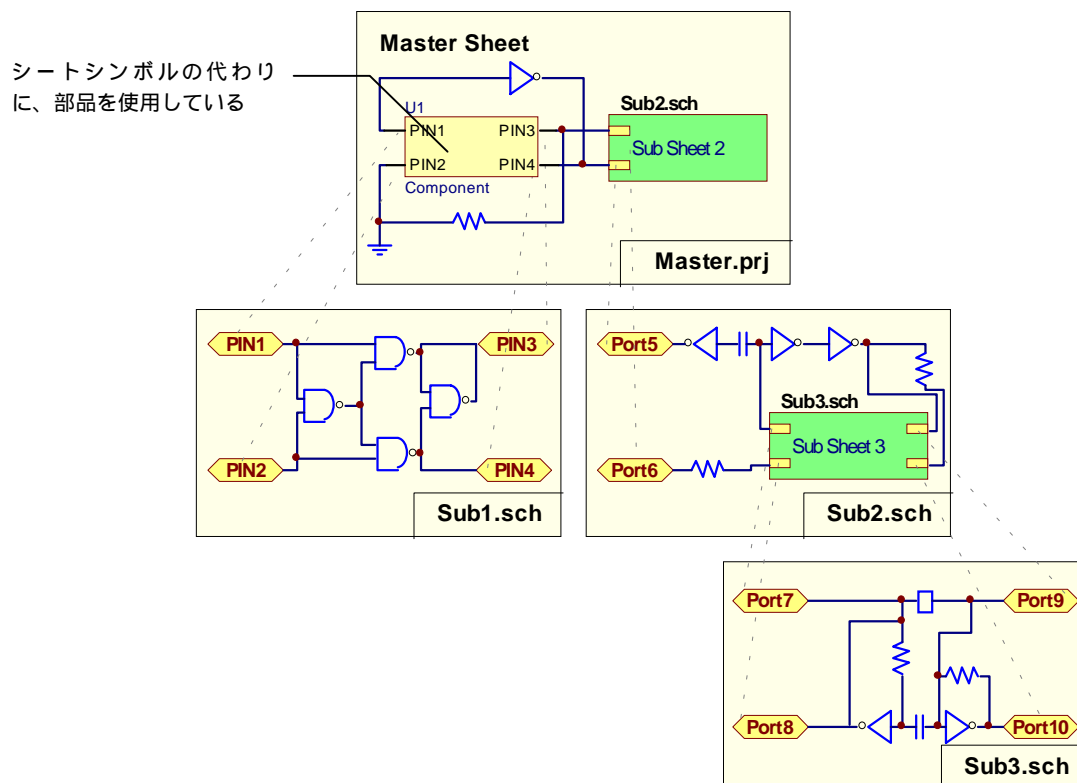 Master Sheet
シートシンボルの代わり
に、部品を使用している
U1
PIN1
PIN2
PIN3
PIN4
Component
Sub2.sch
Sub Sheet 2
Master.prj
PIN1
PIN2
PIN3
PIN4
Sub1.sch
Port5
Port6
Sub3.sch
Sub Sheet 3
Sub2.sch
Port7
Port8
Port9
Port10
Sub3.sch